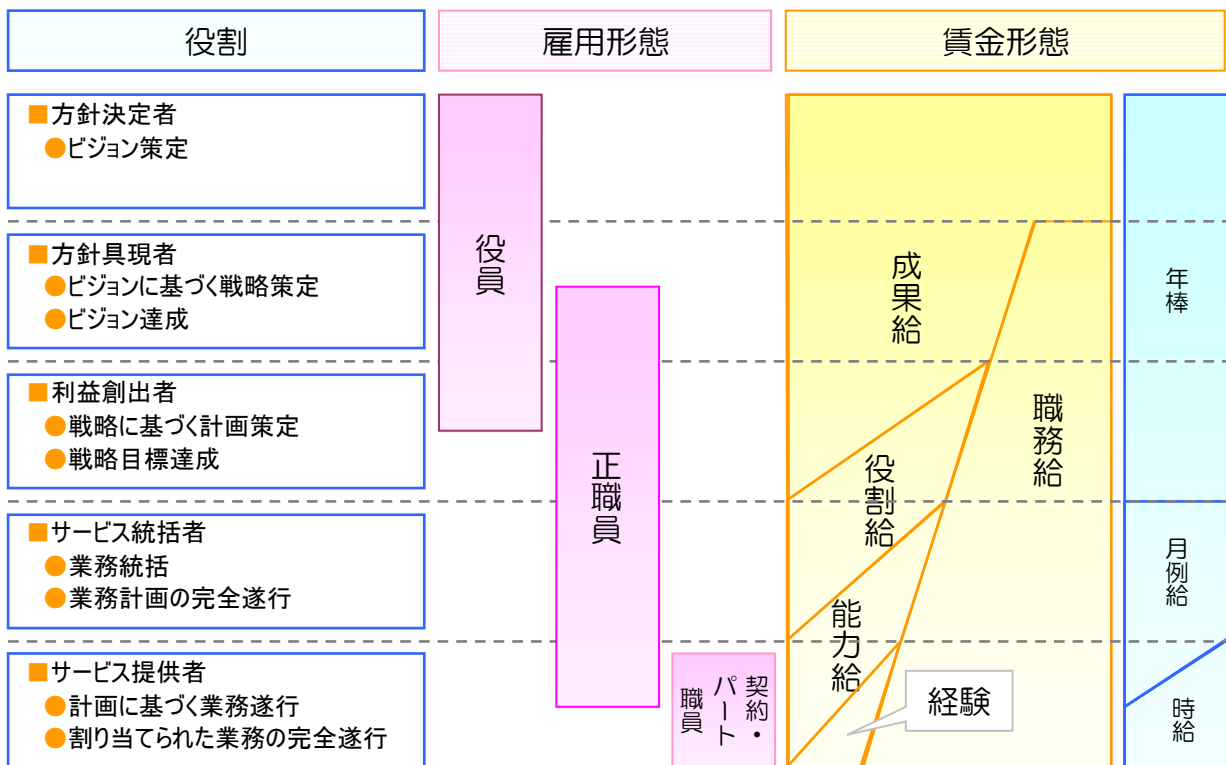 役割
雇用形態
賃金形態
■方針決定者
●ビジョン策定
■方針具現者
●ビジョンに基づく戦略策定
●ビジョン達成
■利益創出者
●戦略に基づく計画策定
●戦略目標達成
■サービス統括者
●業務統括
●業務計画の完全遂行
■サービス提供者
●計画に基づく業務遂行
●割り当てられた業務の完全遂行
役員
正職員
契約・
パート
職員
成果給
職務給
役割給
能力給
経験
年棒
月例給
時給